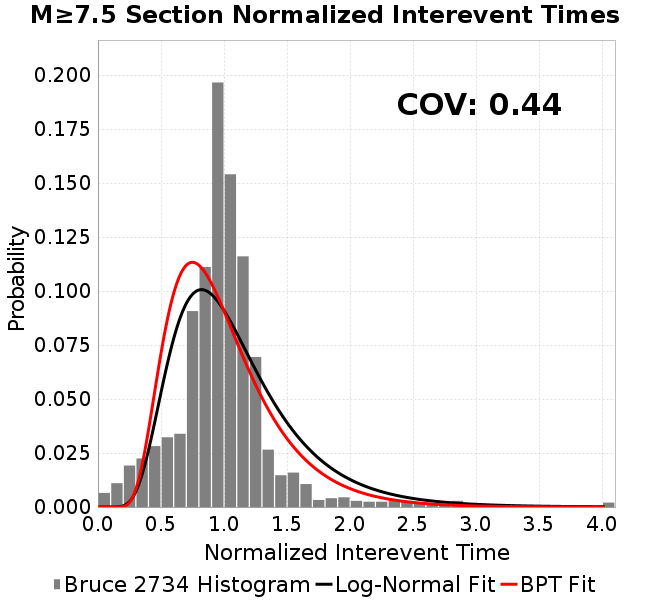 M≥7.5 Section Normalized Interevent Times
COV: 0.44
Probability
0.200
0.175
0.150
0.125
0.100
0.075
0.050
0.025
0.000
0.0 0.5 1.0 1.5 2.0 2.5 3.0 3.5 4.0
Normalized Interevent Time
Bruce 2734 Histogram Log-Normal Fit BPT Fit